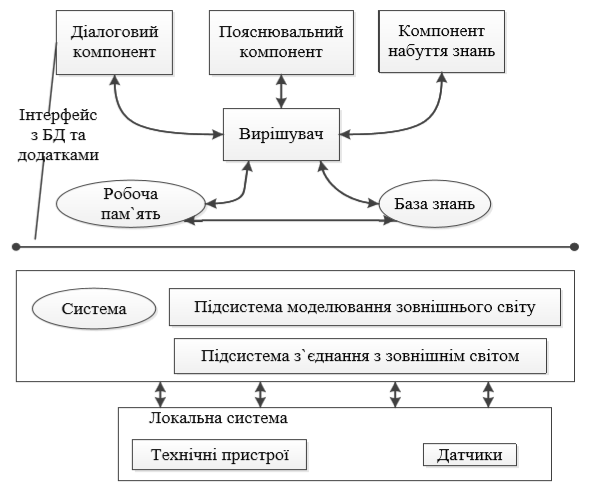 Діалоговий
компонент
Пояснювальний
компонент
Компонент
набуття знань
Інтерфейс
з БД та
додатками
Вирішувач
Робоча
пам`ять
База знань
Система
Підсистема моделювання зовнішнього світу
Підсистема з`єднання з зовнішнім світом
Локальна система
Технічні пристрої
Датчики